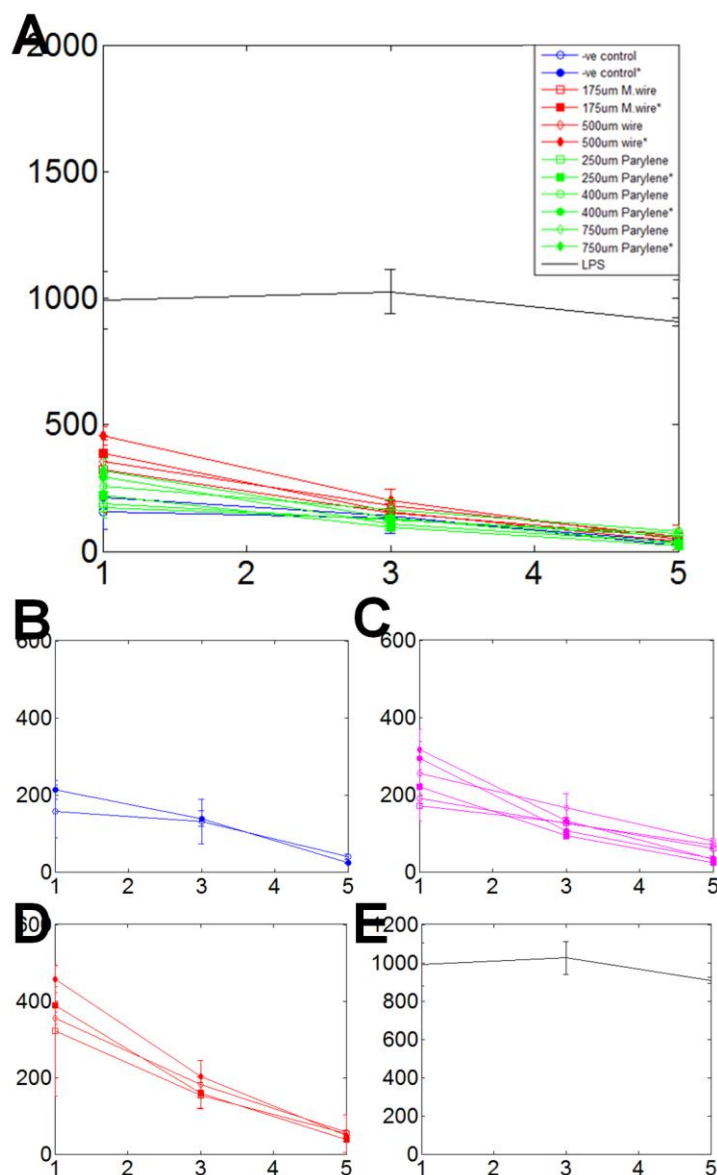 A
2000
1500
1000
500
0
1 2 3 4 5
-ve control
-ve control*
175um M.wire
175um M.wire*
500um wire
500um wire*
250um Parylene
250um Parylene*
400um Parylene
400um Parylene*
750um Parylene
750um Parylene*
LPS
B
600
400
200
0
1 2 3 4 5
C
600
400
200
0
1 2 3 4 5
D
600
400
200
0
1 2 3 4 5
E
1200
1000
800
600
400
200
0
1 2 3 4 5